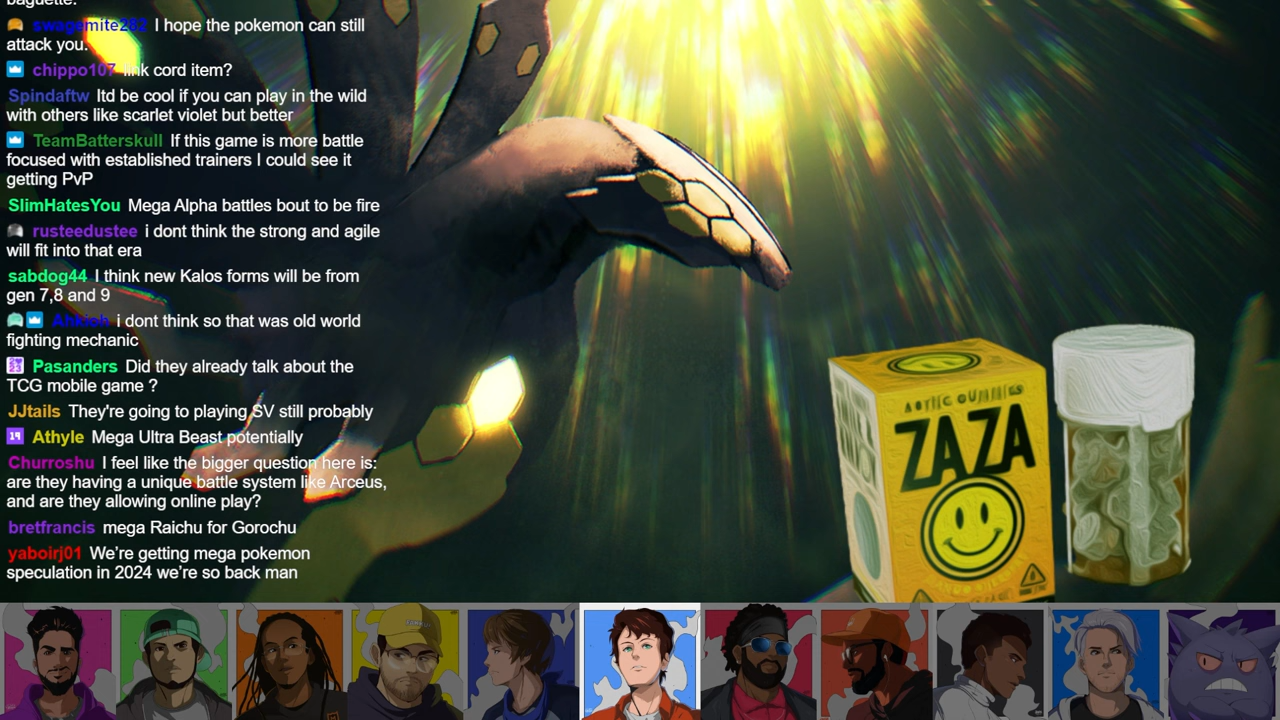 baguette.
swagemite282 I hope the pokemon can still
attack you.
chippo107 link cord item?
Spindaftw Itd be cool if you can play in the wild
with others like scarlet violet but better
TeamBatterskull If this game is more battle
focused with established trainers I could see it
getting PvP
SlimHatesYou Mega Alpha battles bout to be fire
rusteedustee i dont think the strong and agile
will fit into that era
sabdog44 I think new Kalos forms will be from
gen 7,8 and 9
Ahkioh i dont think so that was old world
fighting mechanic
Pasanders Did they already talk about the
TCG mobile game ?
JJtails They're going to playing SV still probably
Athyle Mega Ultra Beast potentially
Churroshu I feel like the bigger question here is:
are they having a unique battle system like Arceus,
and are they allowing online play?
bretfrancis mega Raichu for Gorochu
yaboirj01 We're getting mega pokemon
speculation in 2024 we're so back man
ZAZA